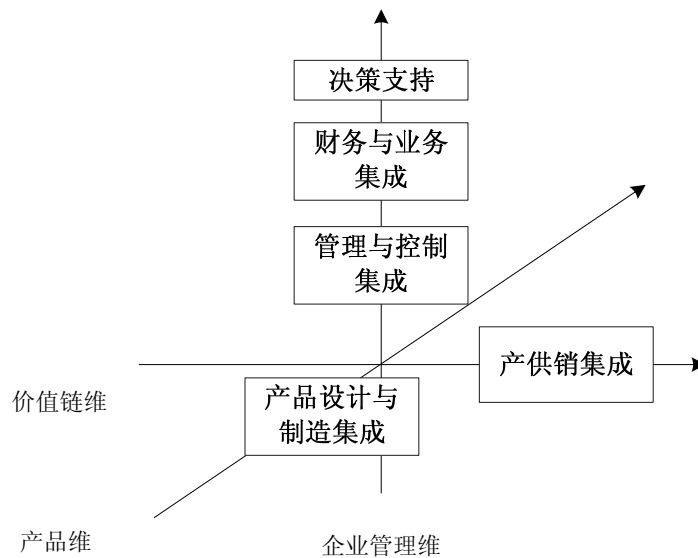 决策支持
财务与业务
集成
管理与控制
集成
产供销集成
价值链维
产品设计与
制造集成
产品维
企业管理维